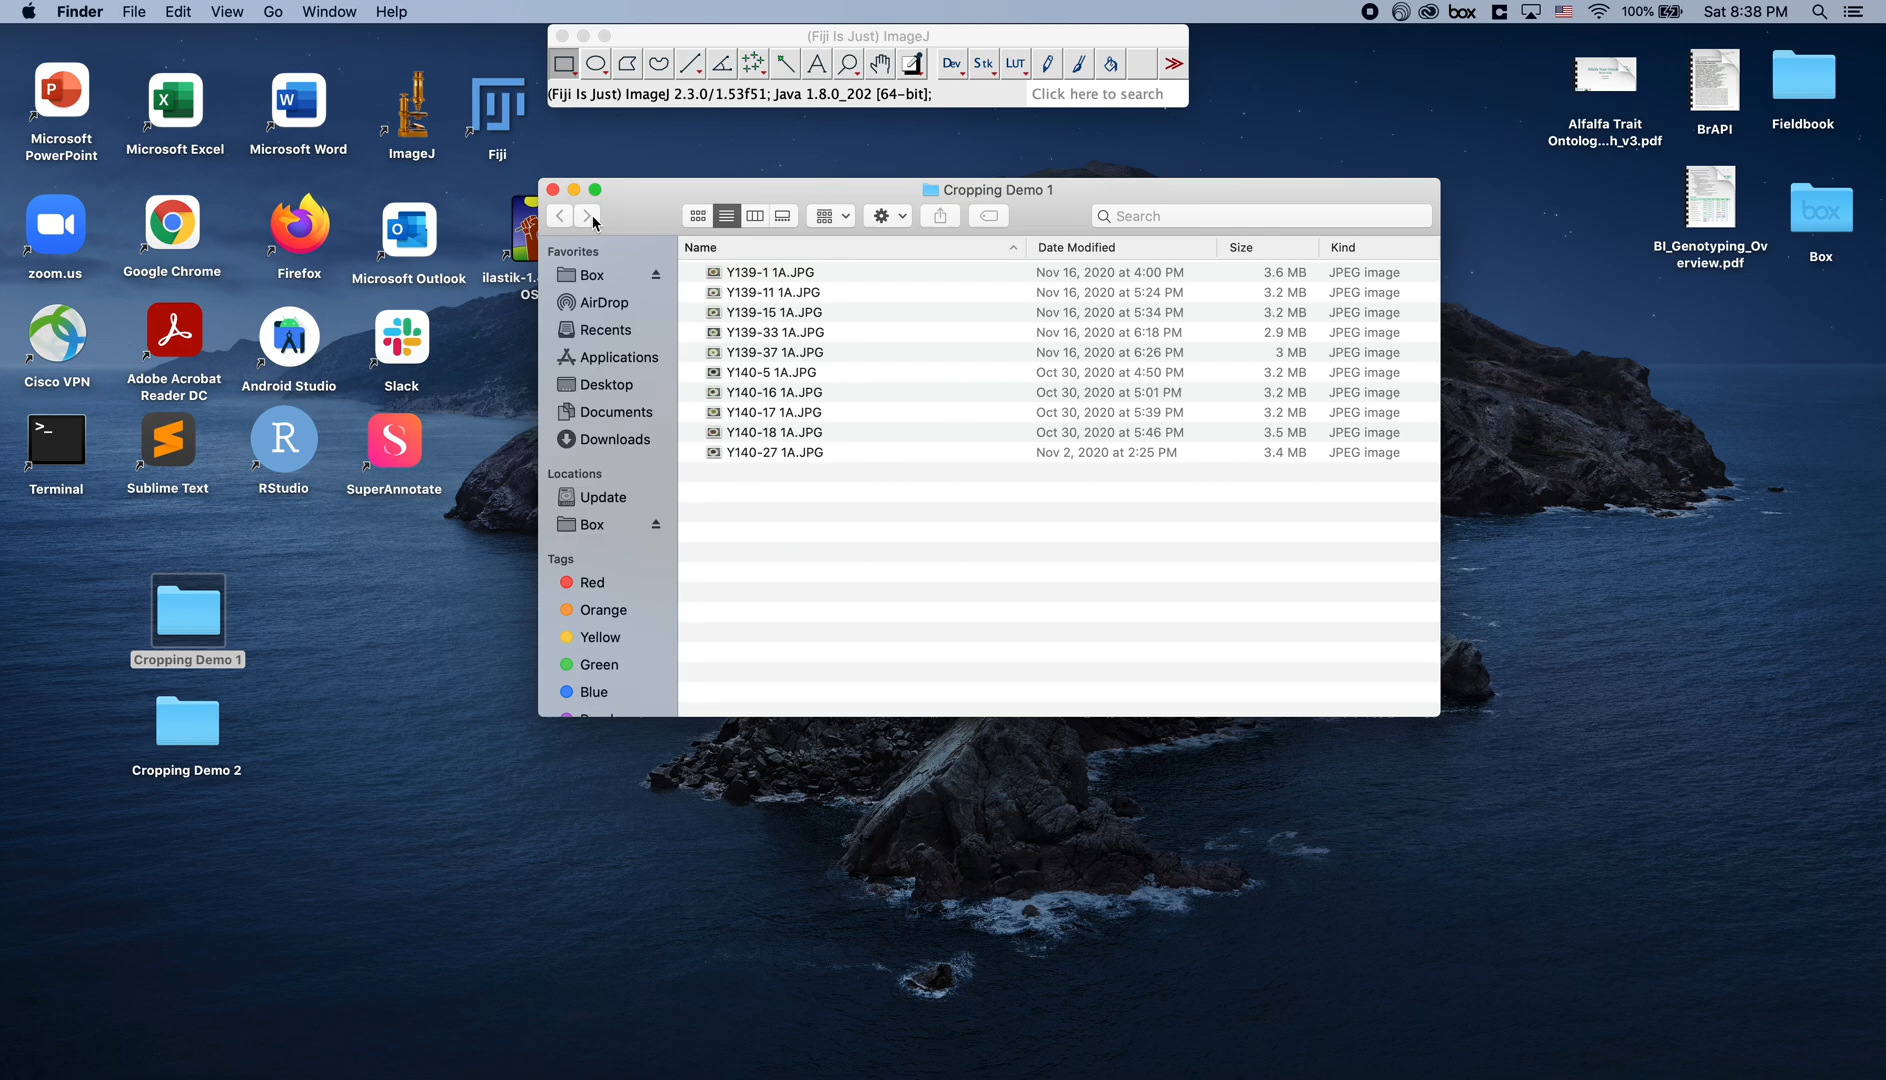 Finder File Edit View Go Window Help
box 100% Sat 8:38 PM
(Fiji Is Just) ImageJ
Dev Stk LUT
(Fiji Is Just) ImageJ 2.3.0/1.53f51; Java 1.8.0_202 [64-bit];
Click here to search
Microsoft
PowerPoint
Microsoft Excel
Microsoft Word
ImageJ
Fiji
zoom.us
Google Chrome
Firefox
Microsoft Outlook
ilastik-1.
OS
Cisco VPN
Adobe Acrobat
Reader DC
Android Studio
Slack
Terminal
Sublime Text
RStudio
SuperAnnotate
Cropping Demo 1
Cropping Demo 2
Cropping Demo 1
Search
Favorites
Box
AirDrop
Recents
Applications
Desktop
Documents
Downloads
Locations
Update
Box
Tags
Red
Orange
Yellow
Green
Blue
Name Date Modified Size Kind
Y139-1 1A.JPG Nov 16, 2020 at 4:00 PM 3.6 MB JPEG image
Y139-11 1A.JPG Nov 16, 2020 at 5:24 PM 3.2 MB JPEG image
Y139-15 1A.JPG Nov 16, 2020 at 5:34 PM 3.2 MB JPEG image
Y139-33 1A.JPG Nov 16, 2020 at 6:18 PM 2.9 MB JPEG image
Y139-37 1A.JPG Nov 16, 2020 at 6:26 PM 3 MB JPEG image
Y140-5 1A.JPG Oct 30, 2020 at 4:50 PM 3.2 MB JPEG image
Y140-16 1A.JPG Oct 30, 2020 at 5:01 PM 3.2 MB JPEG image
Y140-17 1A.JPG Oct 30, 2020 at 5:39 PM 3.2 MB JPEG image
Y140-18 1A.JPG Oct 30, 2020 at 5:46 PM 3.5 MB JPEG image
Y140-27 1A.JPG Nov 2, 2020 at 2:25 PM 3.4 MB JPEG image
Alfalfa Trait
Ontolog...h_v3.pdf
BrAPI
Fieldbook
BI_Genotyping_Ov
erview.pdf
box
Box